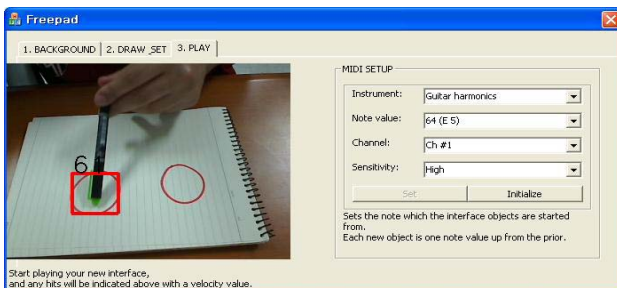 Freepad
1. BACKGROUND 2. DRAW_SET 3. PLAY
6
Start playing your new interface,
and any hits will be indicated above with a velocity value.
MIDI SETUP
Instrument: Guitar harmonics
Note value: 64 (E 5)
Channel: Ch #1
Sensitivity: High
Set Initialize
Sets the note which the interface objects are started
from.
Each new object is one note value up from the prior.